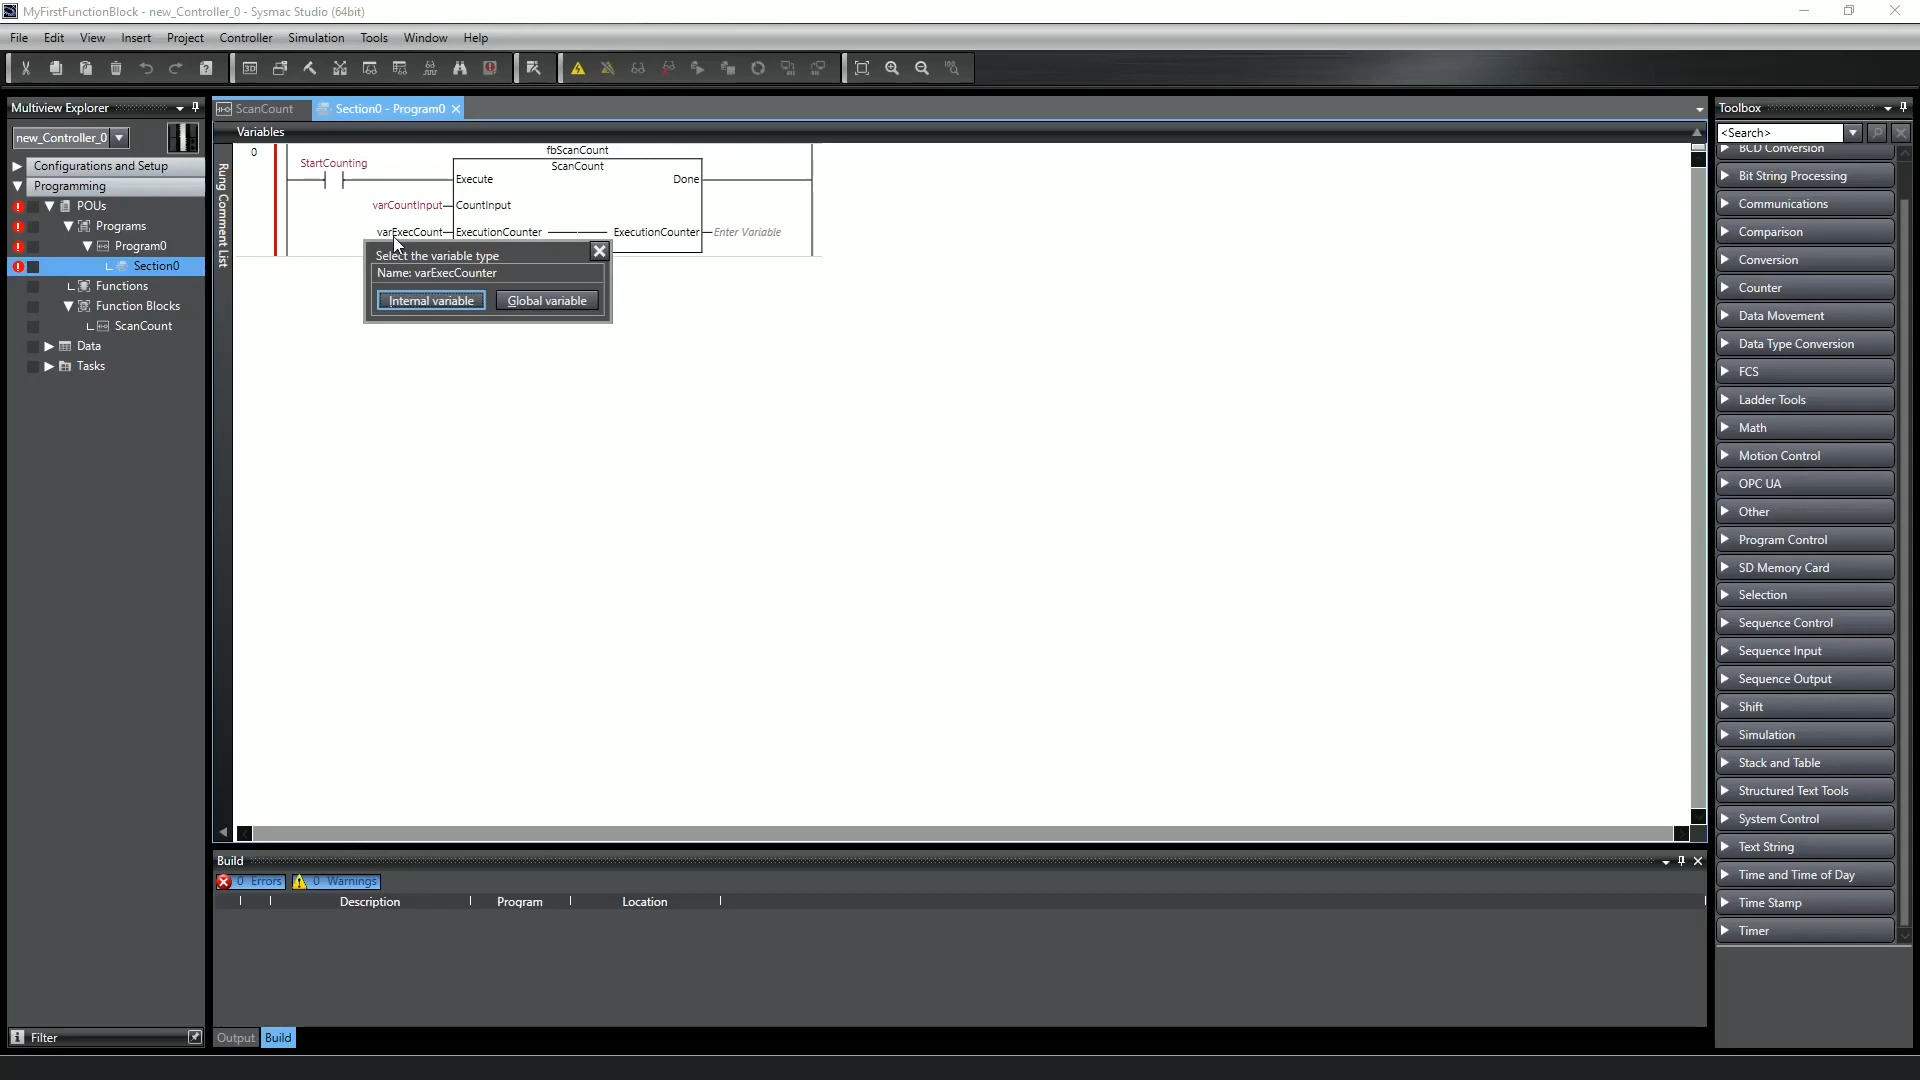 MyFirstFunctionBlock - new_Controller_0 - Sysmac Studio (64bit)
File Edit View Insert Project Controller Simulation Tools Window Help
Multiview Explorer
new_Controller_0
Configurations and Setup
Programming
POUs
Programs
Program0
Section0
Functions
Function Blocks
ScanCount
Data
Tasks
Filter
ScanCount
Section0 - Program0
Variables
Rung Comment List
0
StartCounting
fbScanCount
ScanCount
Execute
Done
varCountInput
CountInput
varExecCount
ExecutionCounter
ExecutionCounter
Enter Variable
Select the variable type
Name: varExecCounter
Internal variable
Global variable
Build
0 Errors
0 Warnings
Description
Program
Location
Output
Build
Toolbox
<Search>
BCD Conversion
Bit String Processing
Communications
Comparison
Conversion
Counter
Data Movement
Data Type Conversion
FCS
Ladder Tools
Math
Motion Control
OPC UA
Other
Program Control
SD Memory Card
Selection
Sequence Control
Sequence Input
Sequence Output
Shift
Simulation
Stack and Table
Structured Text Tools
System Control
Text String
Time and Time of Day
Time Stamp
Timer